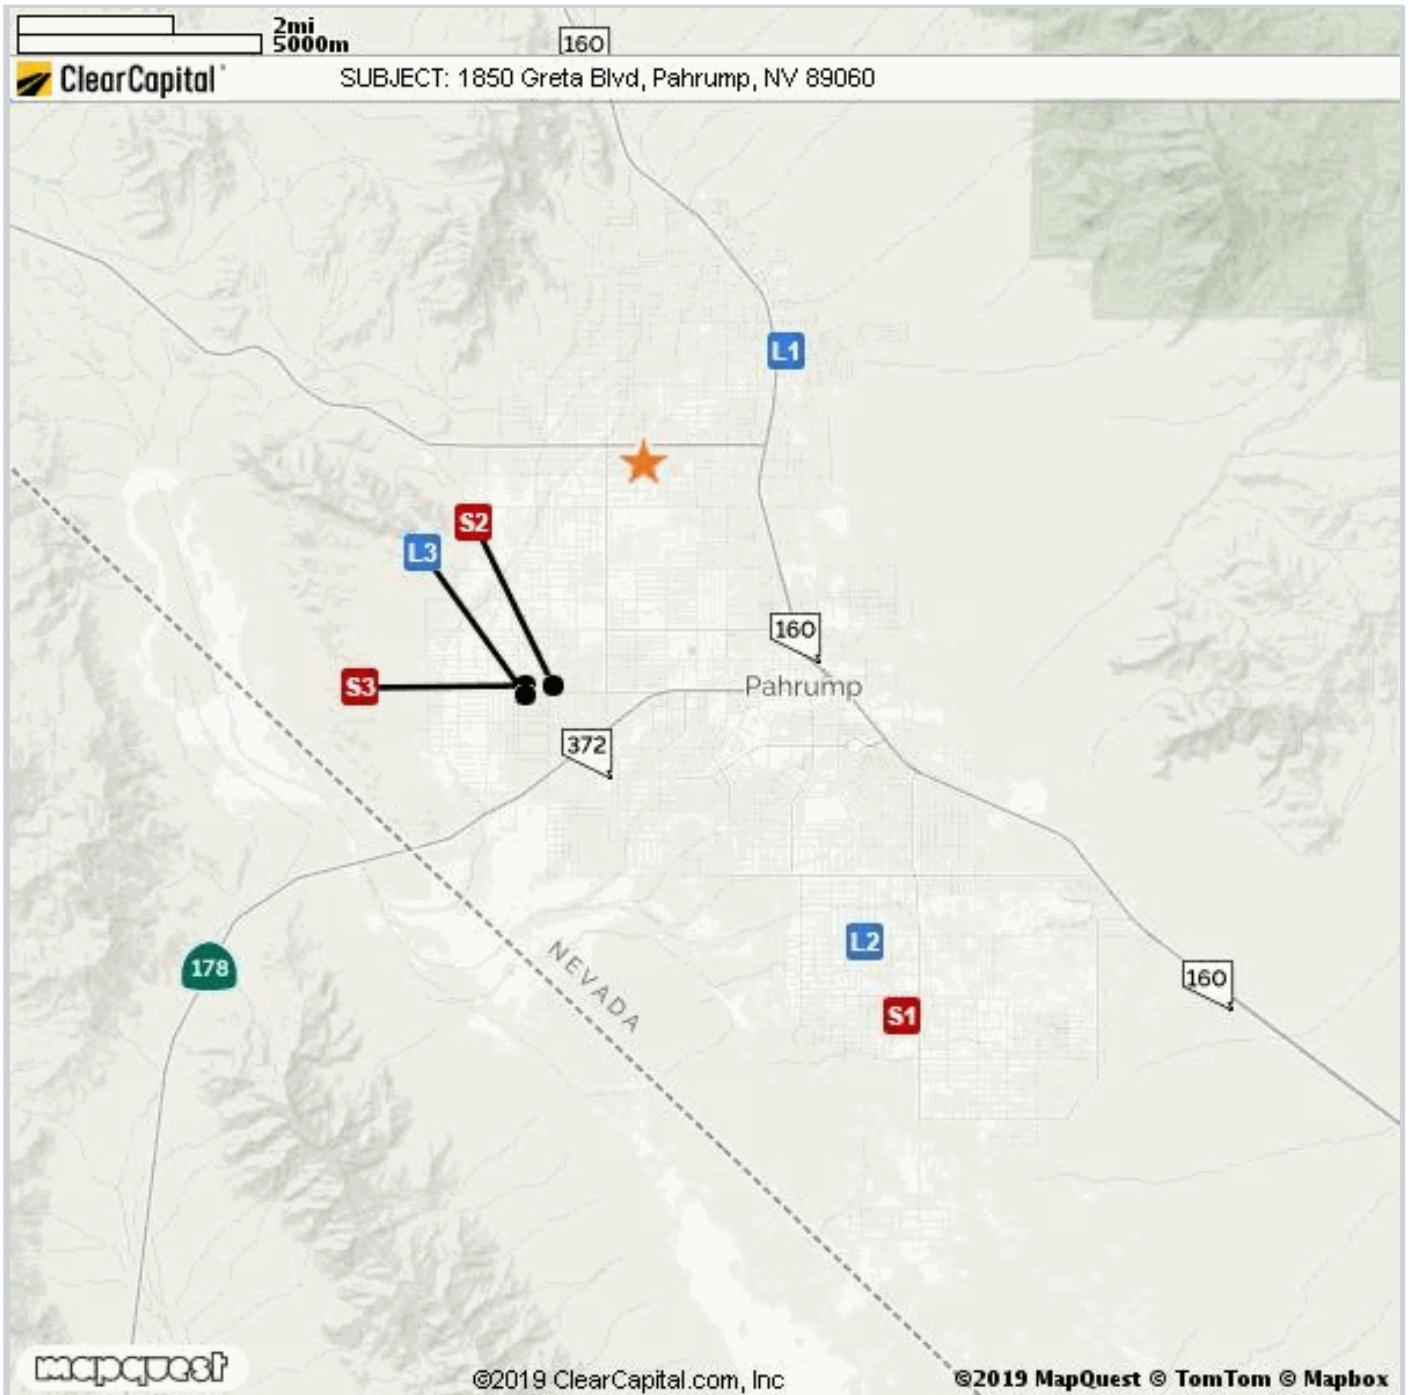 2mi
5000m
160
ClearCapital
SUBJECT: 1850 Greta Blvd, Pahrump, NV 89060
L1
S2
L3
160
S3
Pahrump
372
L2
NEVADA
178
160
S1
mapquest
©2019 ClearCapital.com, Inc
©2019 MapQuest © TomTom © Mapbox